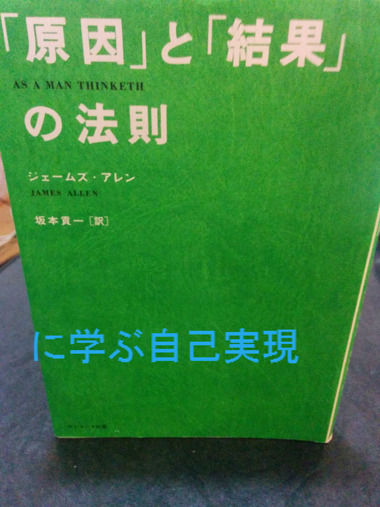 「原因」と「結果」
AS A MAN THINKETH
の法則
ジェームズ・アレン
JAMES ALLEN
坂本貢一[訳]
に学ぶ自己実現